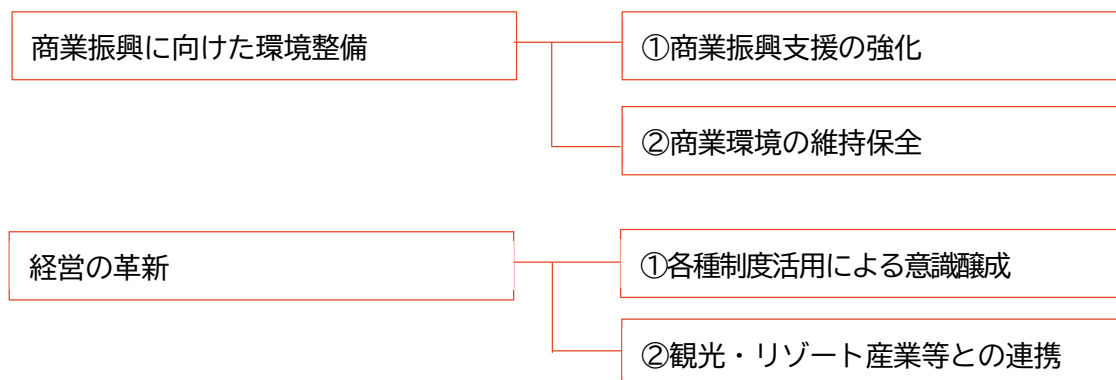 商業振興に向けた環境整備
①商業振興支援の強化
②商業環境の維持保全
経営の革新
①各種制度活用による意識醸成
②観光・リゾート産業等との連携